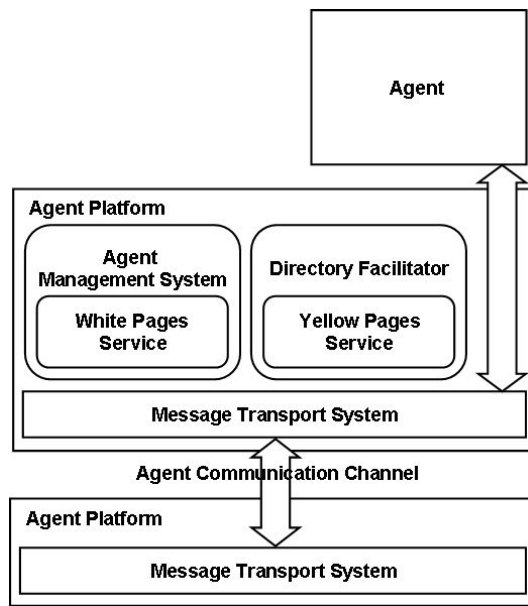 Agent
Agent Platform
Agent
Management System
White Pages
Service
Directory Facilitator
Yellow Pages
Service
Message Transport System
Agent Communication Channel
Agent Platform
Message Transport System